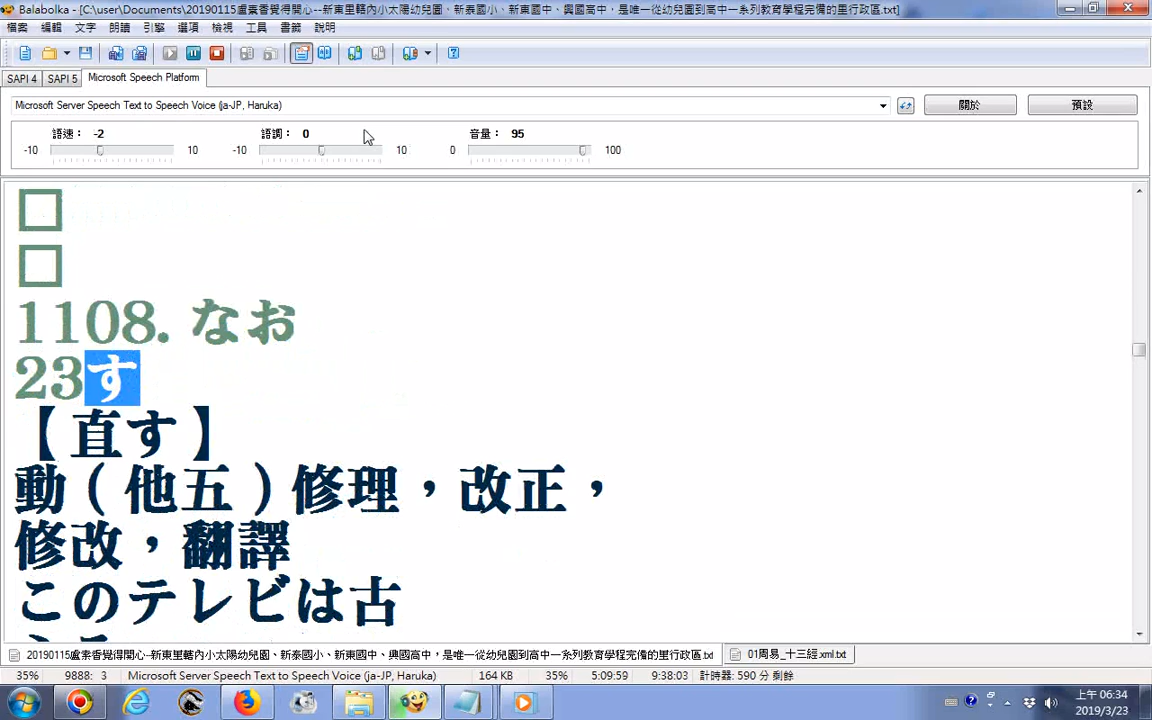 Balabolka - [C:\user\Documents\20190115盧素香覺得開心--新東里轄內小太陽幼兒園、新泰國小、新東國中、興國高中，是唯一從幼兒園到高中一系列教育學程完備的里行政區.txt]
檔案 編輯 文字 朗讀 引擎 選項 檢視 工具 書籤 說明
SAPI 4 SAPI 5 Microsoft Speech Platform
Microsoft Server Speech Text to Speech Voice (ja-JP, Haruka) 關於 預設
語速： -2 語調： 0 音量： 95
-10 10 -10 10 0 100
□
□
1108. なお
23す
【直す】
動（他五）修理，改正，
修改，翻譯
このテレビは古
20190115盧素香覺得開心--新東里轄內小太陽幼兒園、新泰國小、新東國中、興國高中，是唯一從幼兒園到高中一系列教育學程完備的里行政區.txt 01周易_十三經.xml.txt
35% 9888: 3 Microsoft Server Speech Text to Speech Voice (ja-JP, Haruka) 164 KB 35% 5:09:59 9:38:03 計時器: 590 分 剩餘
上午 06:34
2019/3/23